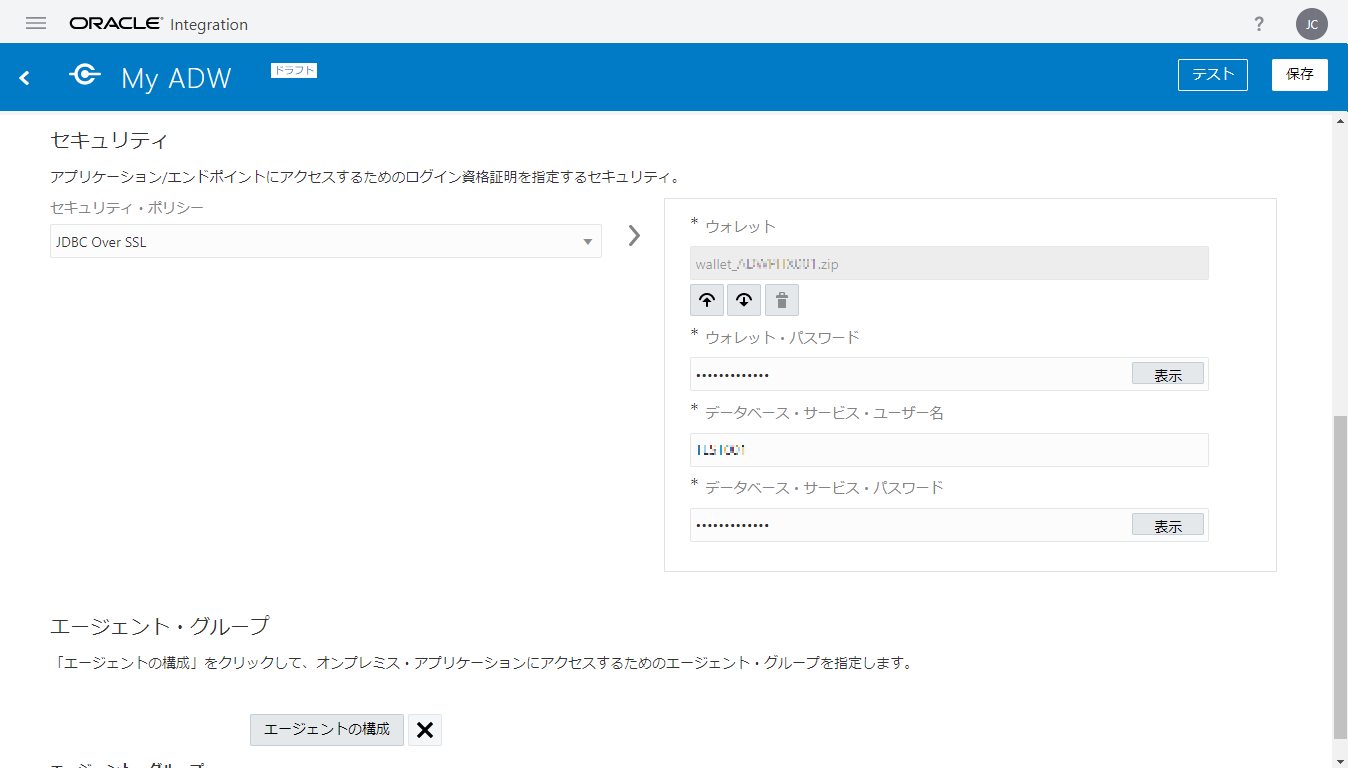 ORACLE Integration
?
JC
My ADW
ドラフト
テスト
保存
セキュリティ
アプリケーション/エンドポイントにアクセスするためのログイン資格証明を指定するセキュリティ。
セキュリティ・ポリシー
JDBC Over SSL
* ウォレット
wallet_ .zip
* ウォレット・パスワード
•••••••••••••
表示
* データベース・サービス・ユーザー名
* データベース・サービス・パスワード
•••••••••••••
表示
エージェント・グループ
「エージェントの構成」をクリックして、オンプレミス・アプリケーションにアクセスするためのエージェント・グループを指定します。
エージェントの構成